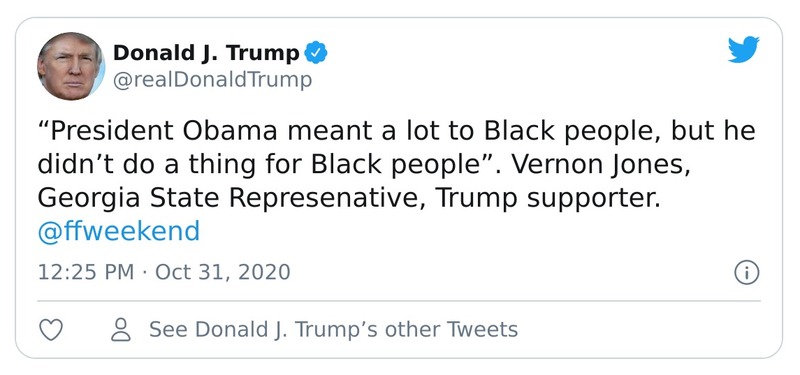 Donald J. Trump
@realDonaldTrump
“President Obama meant a lot to Black people, but he
didn’t do a thing for Black people”. Vernon Jones,
Georgia State Represenative, Trump supporter.
@ffweekend
12:25 PM · Oct 31, 2020
See Donald J. Trump’s other Tweets